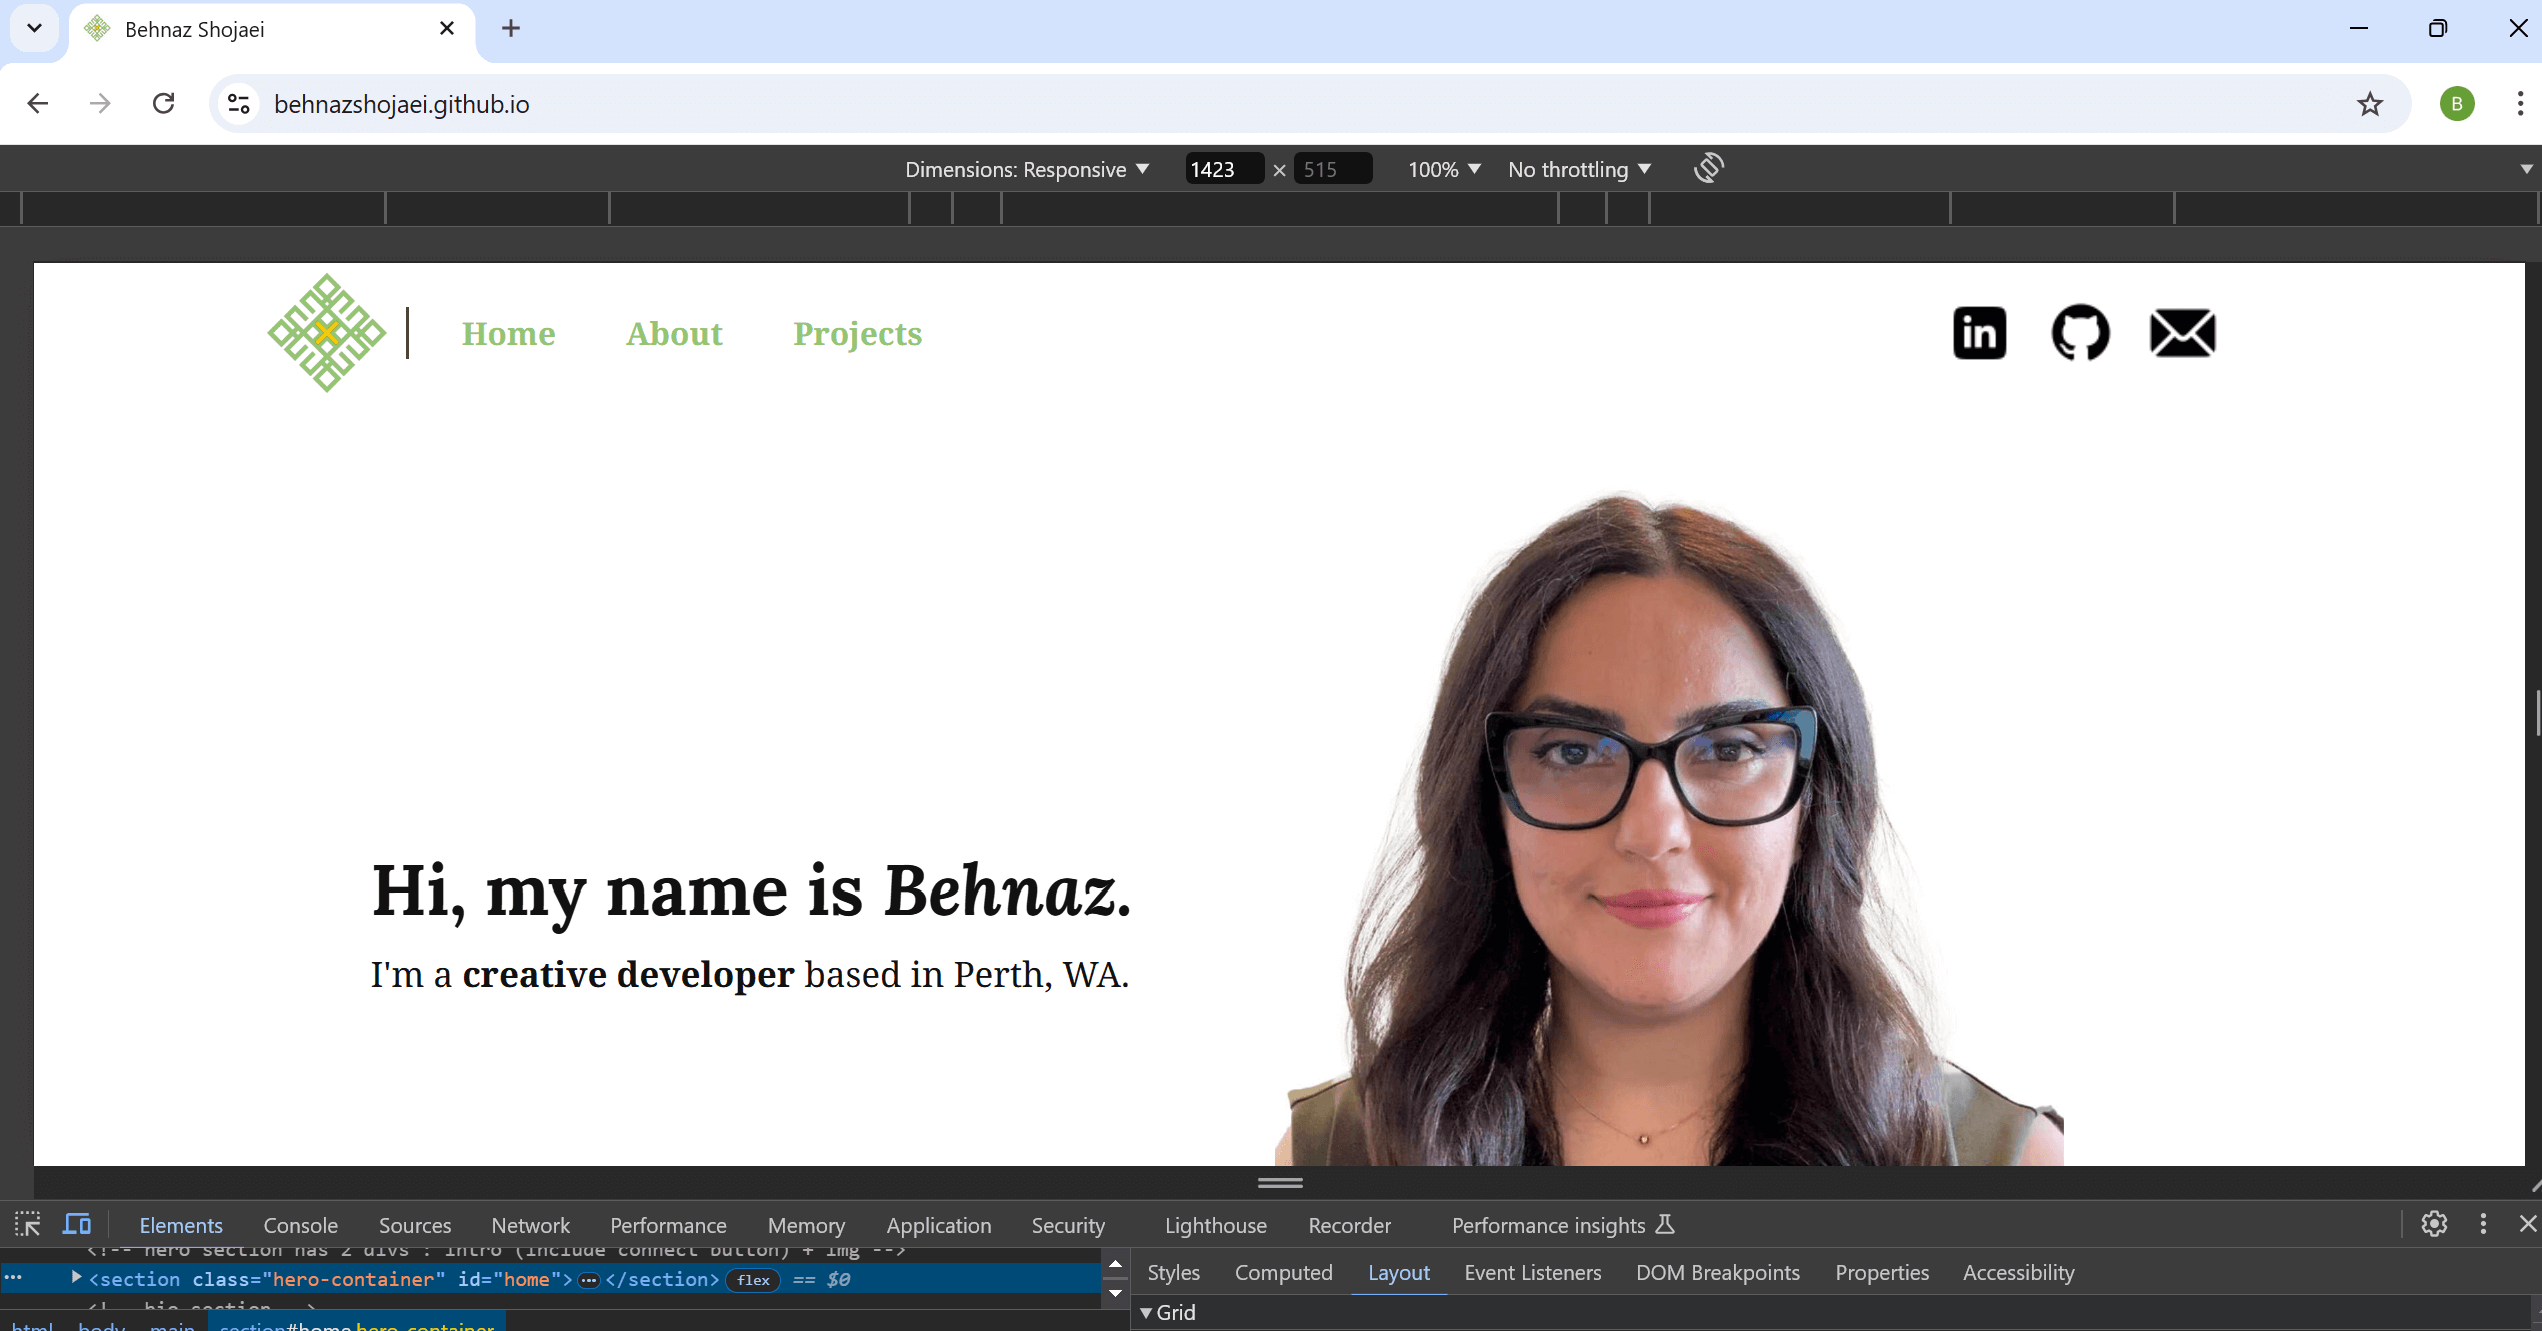 Behnaz Shojaei
behnazshojaei.github.io
B
Dimensions: Responsive 1423 × 515 100% No throttling
Home About Projects
in
Hi, my name is Behnaz.
I'm a creative developer based in Perth, WA.
Elements Console Sources Network Performance Memory Application Security Lighthouse Recorder Performance insights
<!-- hero section has 2 divs : intro (include connect button) + img -->
<section class="hero-container" id="home"> … </section> flex == $0
<!-- bio section -->
html body main section#home.hero-container
Styles Computed Layout Event Listeners DOM Breakpoints Properties Accessibility
Grid